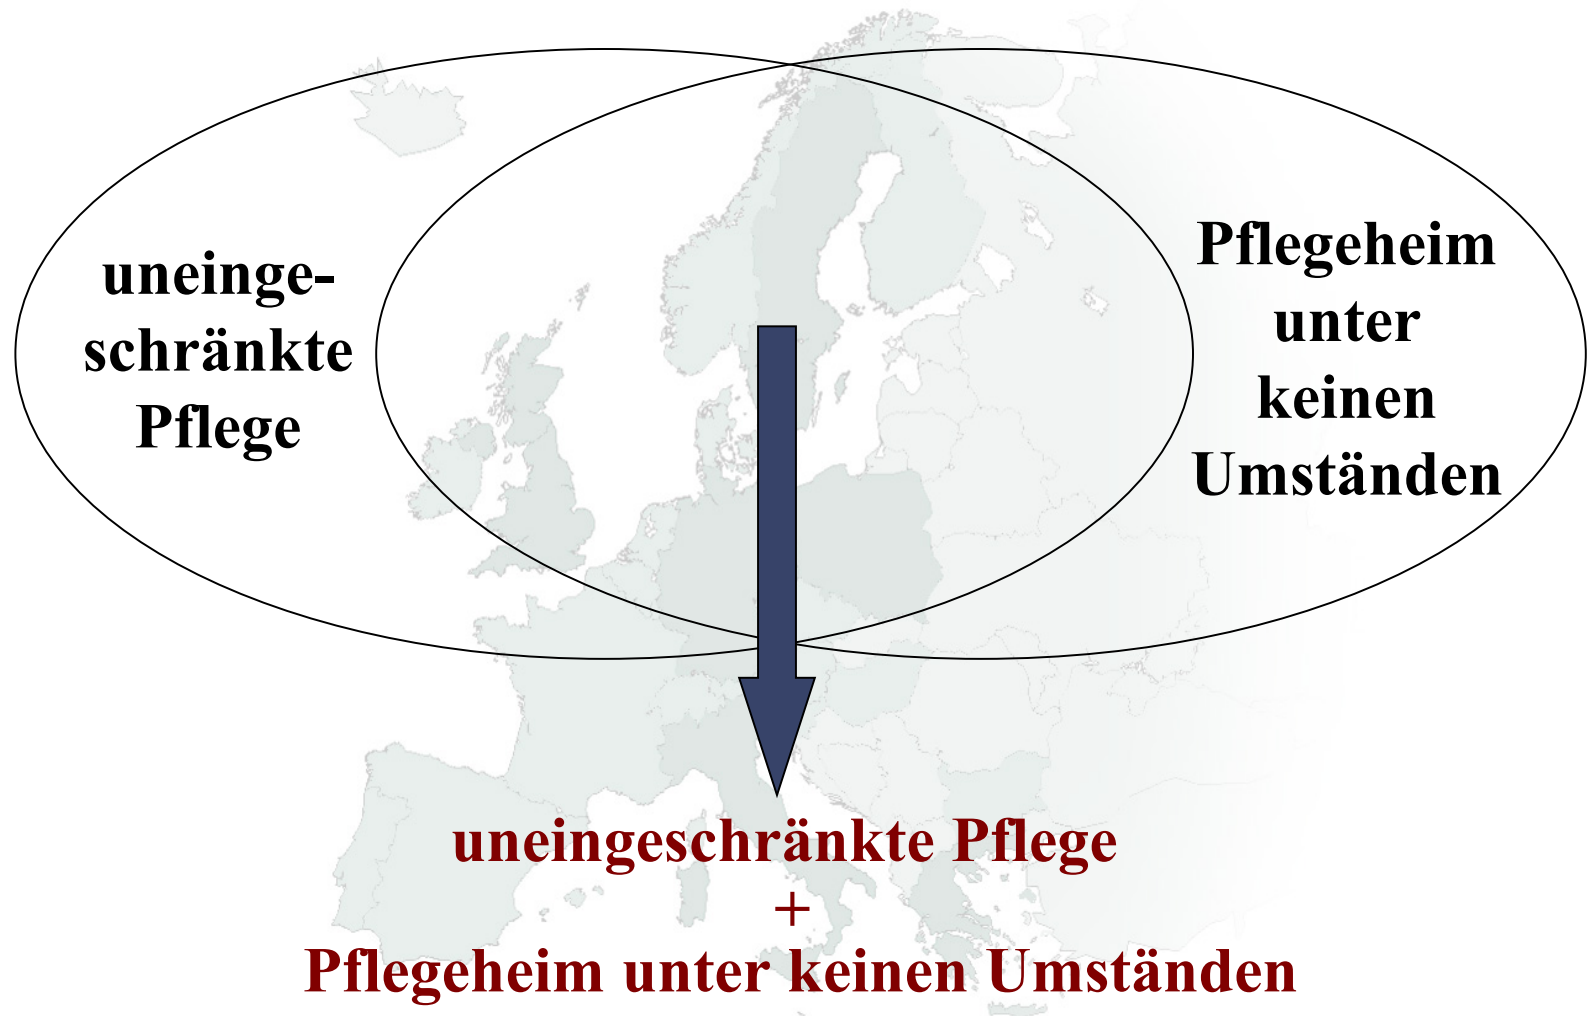 uneinge-
schränkte
Pflege
Pflegeheim
unter
keinen
Umständen
uneingeschränkte Pflege
+
Pflegeheim unter keinen Umständen